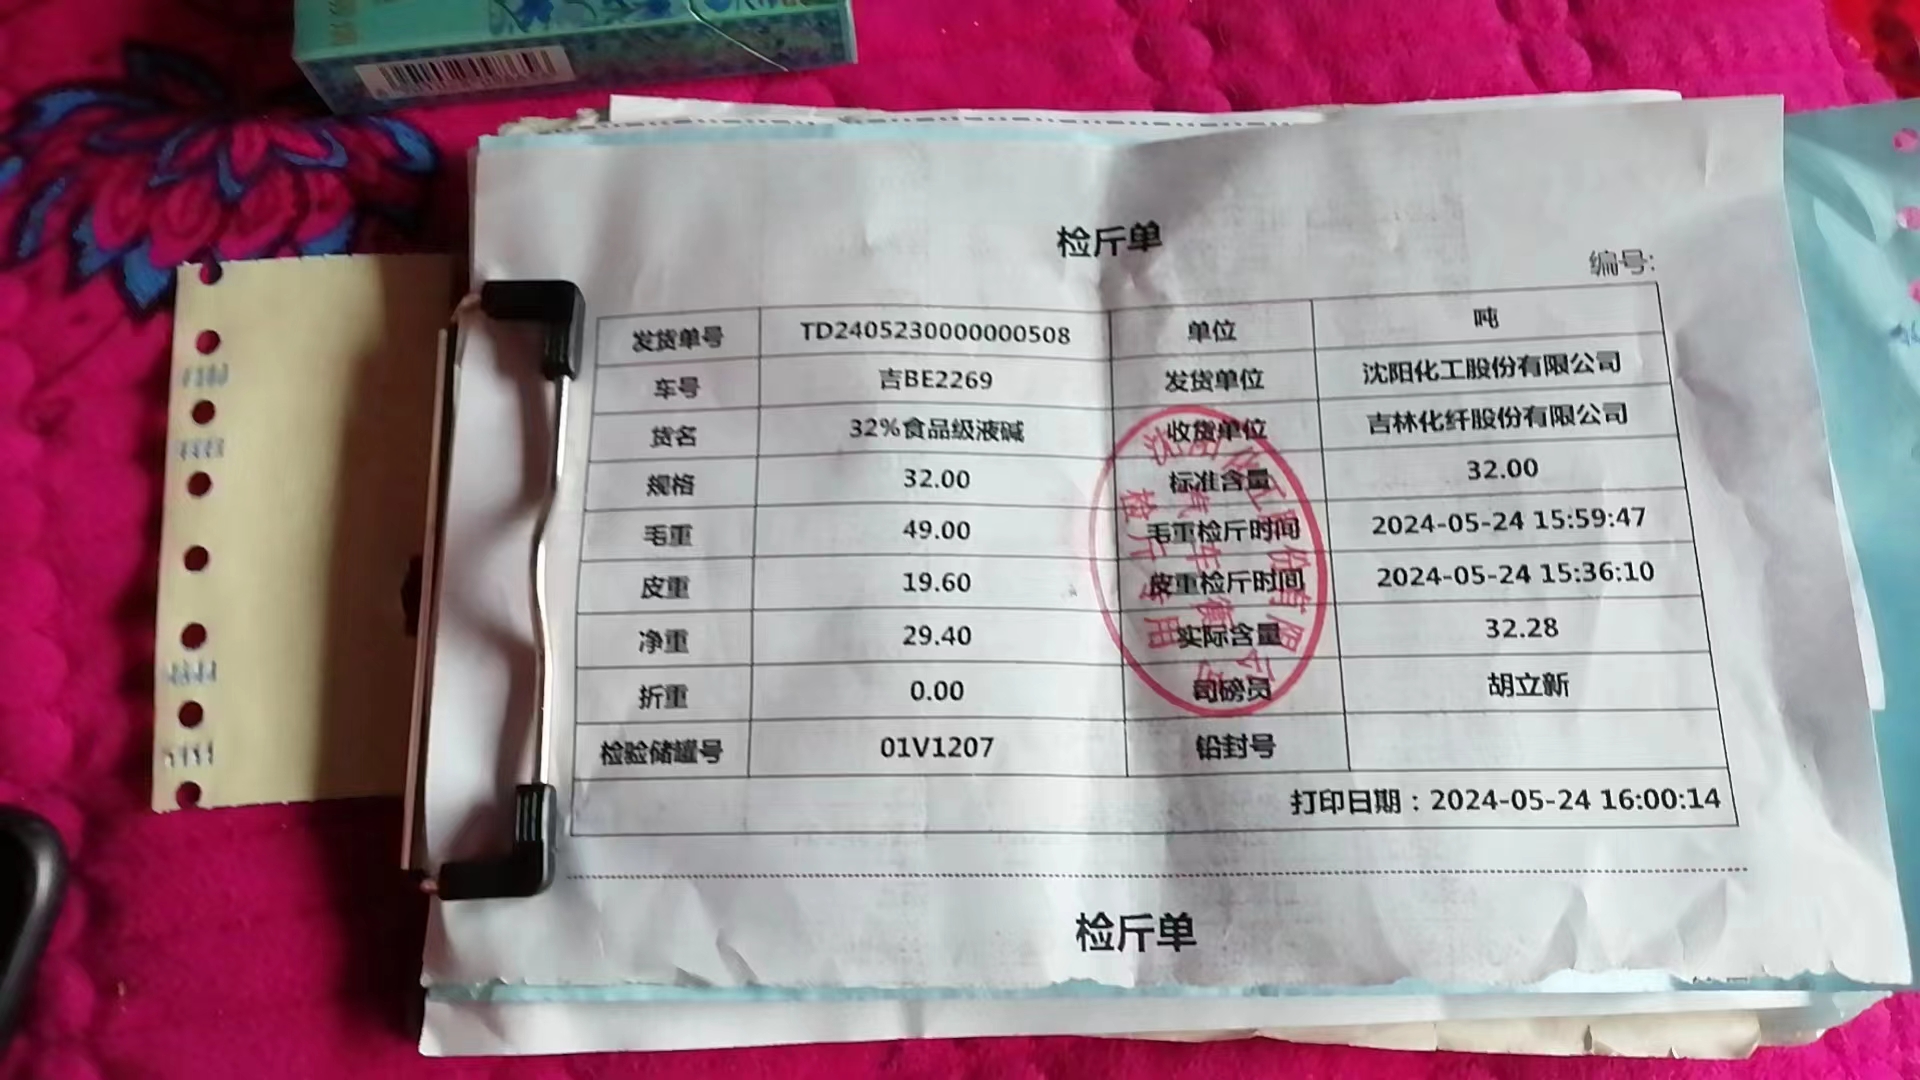 检斤单
编号:
发货单号 TD2405230000000508 单位 吨
车号 吉BE2269 发货单位 沈阳化工股份有限公司
货名 32%食品级液碱 收货单位 吉林化纤股份有限公司
规格 32.00 标准含量 32.00
毛重 49.00 毛重检斤时间 2024-05-24 15:59:47
皮重 19.60 皮重检斤时间 2024-05-24 15:36:10
净重 29.40 实际含量 32.28
折重 0.00 司磅员 胡立新
检验储罐号 01V1207 铅封号
打印日期：2024-05-24 16:00:14
检斤单